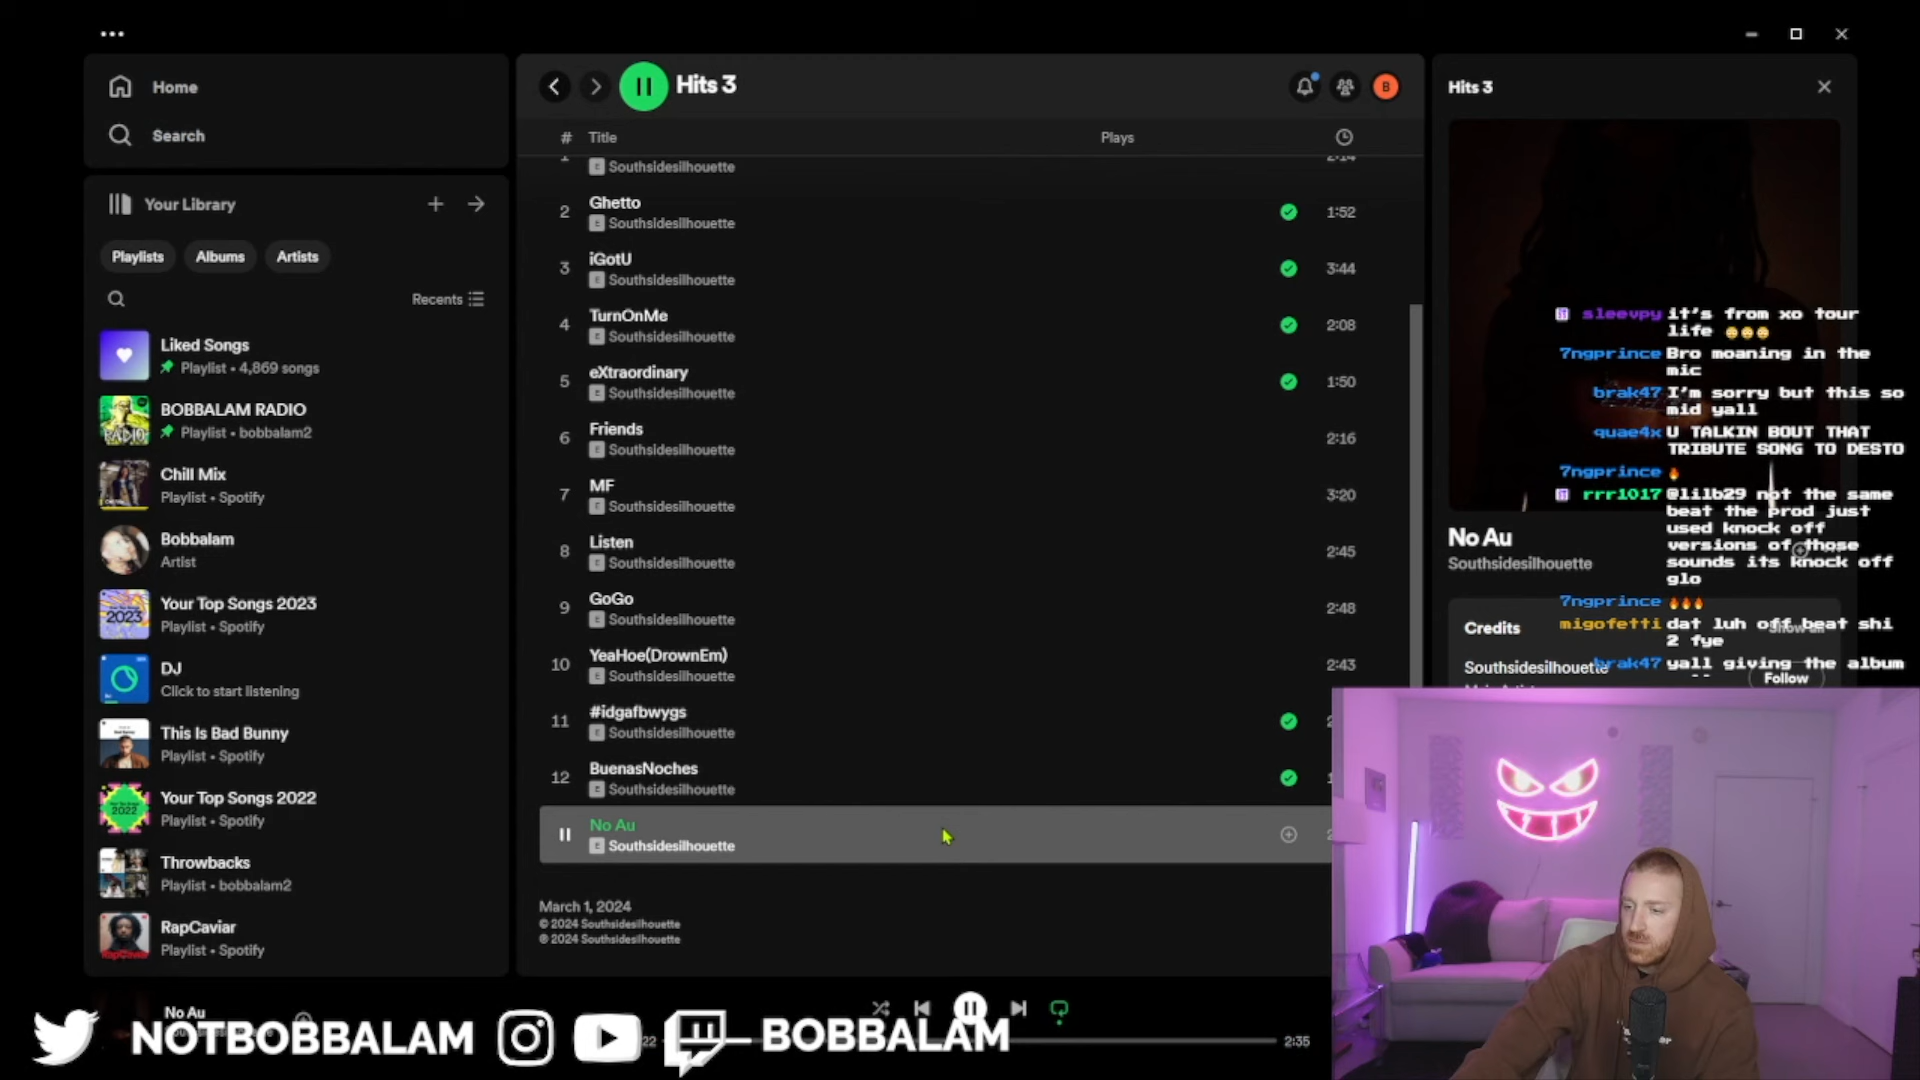 Home
Search
Your Library
Playlists
Albums
Artists
Recents
Liked Songs
Playlist • 4,869 songs
BOBBALAM RADIO
Playlist • bobbalam2
Chill Mix
Playlist • Spotify
Bobbalam
Artist
Your Top Songs 2023
Playlist • Spotify
DJ
Click to start listening
This Is Bad Bunny
Playlist • Spotify
Your Top Songs 2022
Playlist • Spotify
Throwbacks
Playlist • bobbalam2
RapCaviar
Playlist • Spotify
Hits 3
B
# Title Plays
1 2:14
E Southsidesilhouette
2 Ghetto 1:52
E Southsidesilhouette
3 iGotU 3:44
E Southsidesilhouette
4 TurnOnMe 2:08
E Southsidesilhouette
5 eXtraordinary 1:50
E Southsidesilhouette
6 Friends 2:16
E Southsidesilhouette
7 MF 3:20
E Southsidesilhouette
8 Listen 2:45
E Southsidesilhouette
9 GoGo 2:48
E Southsidesilhouette
10 YeaHoe(DrownEm) 2:43
E Southsidesilhouette
11 #idgafbwygs
E Southsidesilhouette
12 BuenasNoches
E Southsidesilhouette
No Au
E Southsidesilhouette
March 1, 2024
© 2024 Southsidesilhouette
℗ 2024 Southsidesilhouette
Hits 3
sleevpy it's from xo tour
life
7ngprince Bro moaning in the
mic
brak47 I'm sorry but this so
mid yall
quae4x U TALKIN BOUT THAT
TRIBUTE SONG TO DESTO
7ngprince
rrr1017 @lilb29 not the same
beat the prod just
used knock off
versions of those
sounds its knock off
glo
7ngprince
migofetti dat luh off beat shi
2 fye
brak47 yall giving the album
No Au
Southsidesilhouette
Credits
Show all
Southsidesilhouette
Follow
No Au
2:35
NOTBOBBALAM
BOBBALAM